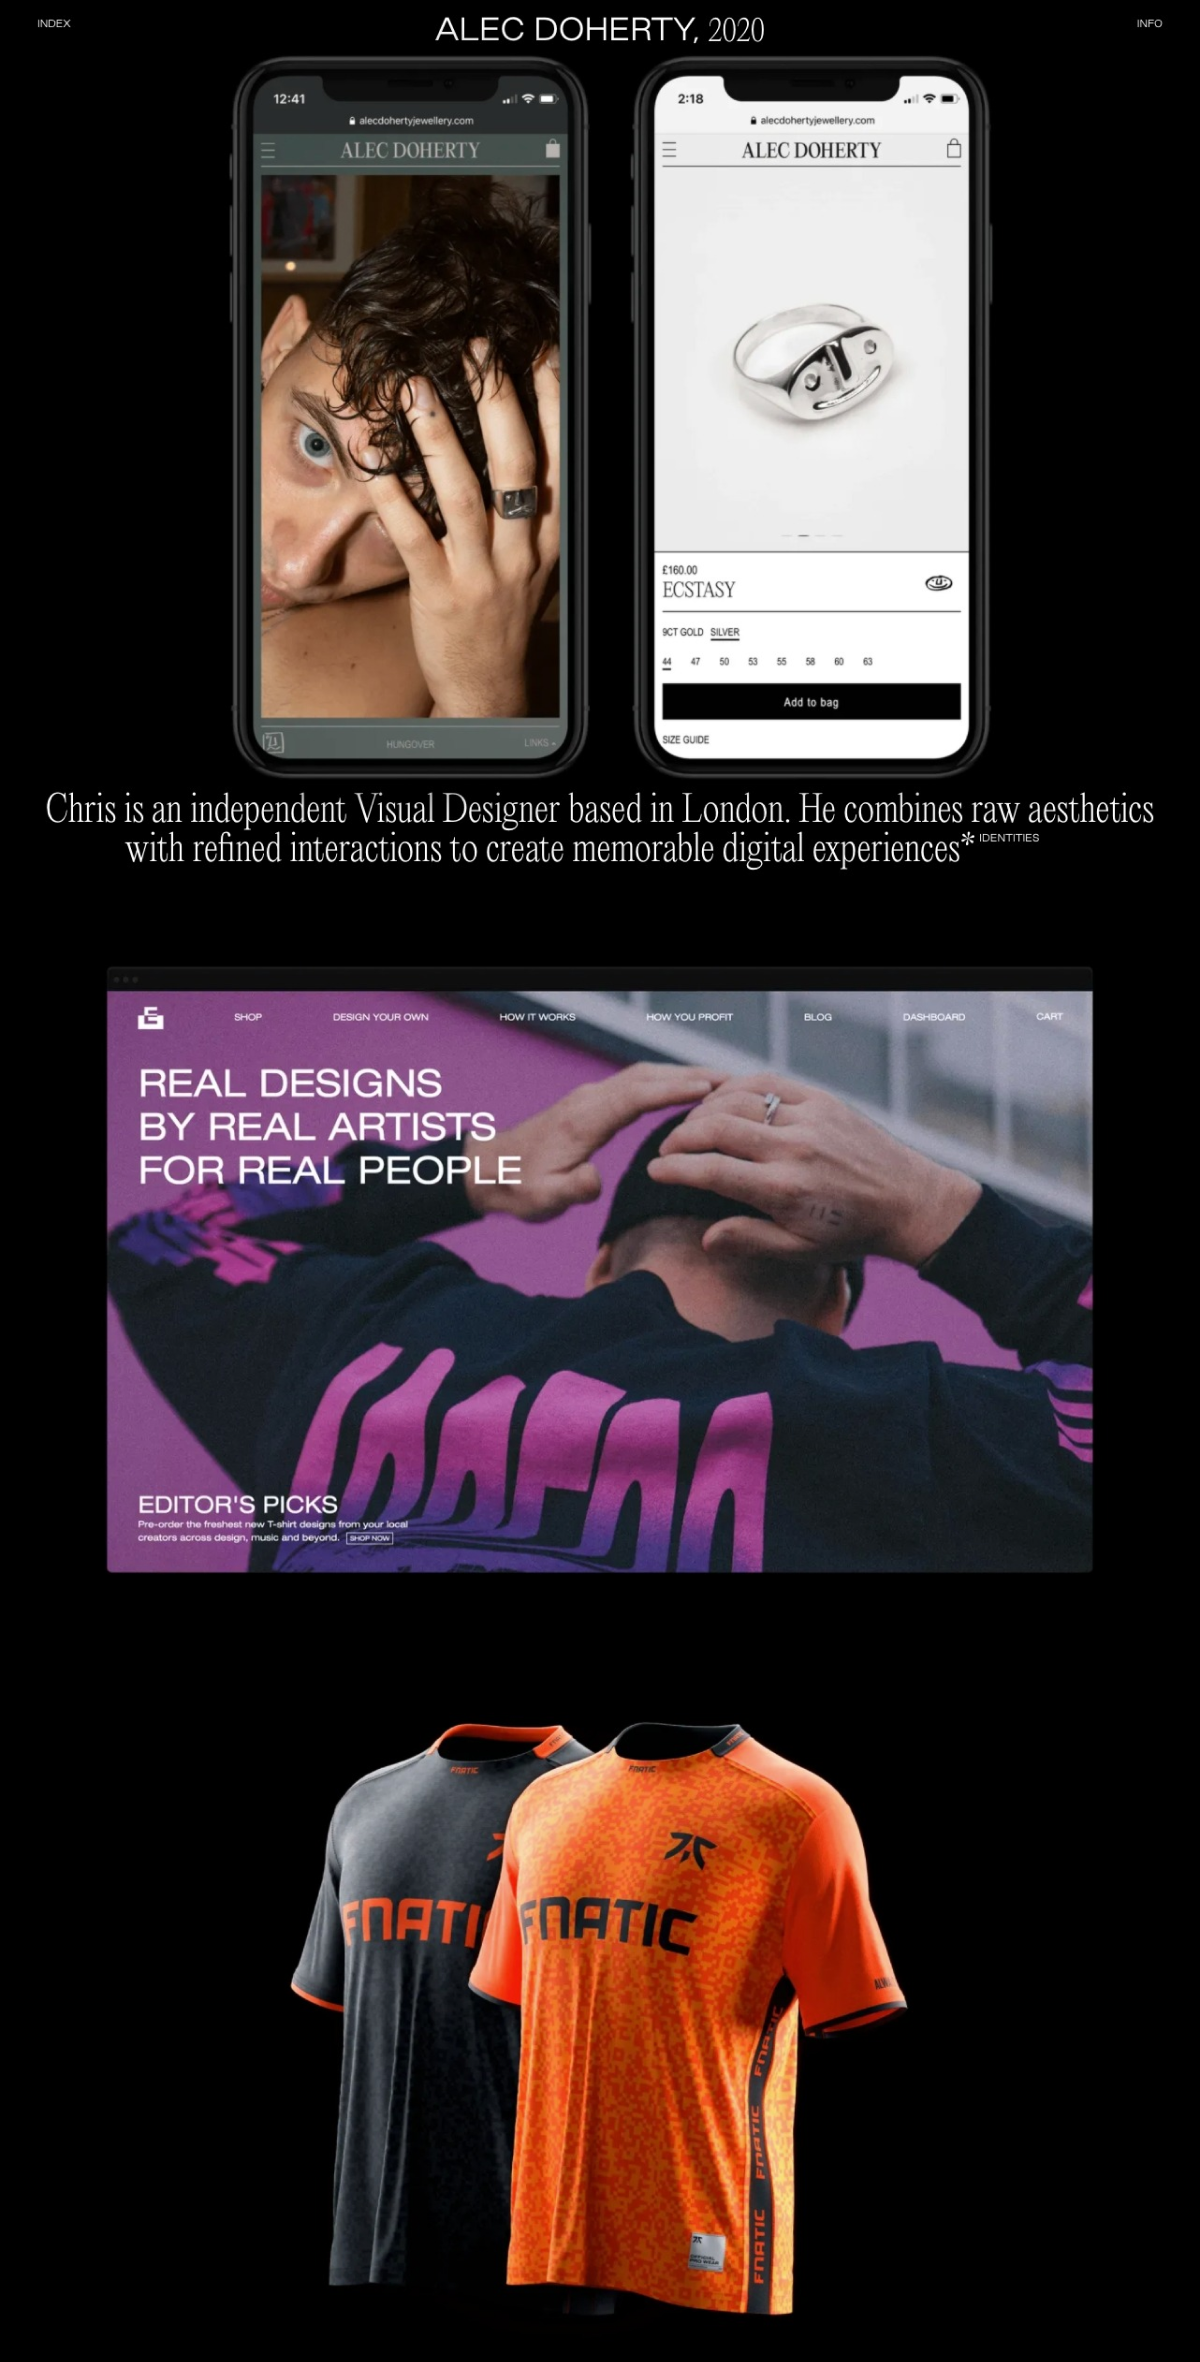 INDEX
ALEC DOHERTY, 2020
INFO
12:41
alecdohertyjewellery.com
ALEC DOHERTY
HUNGOVER
LINKS
2:18
alecdohertyjewellery.com
ALEC DOHERTY
£160.00
ECSTASY
9CT GOLD SILVER
44 47 50 53 55 58 60 63
Add to bag
SIZE GUIDE
Chris is an independent Visual Designer based in London. He combines raw aesthetics
with refined interactions to create memorable digital experiences* IDENTITIES
SHOP DESIGN YOUR OWN HOW IT WORKS HOW YOU PROFIT BLOG DASHBOARD CART
REAL DESIGNS
BY REAL ARTISTS
FOR REAL PEOPLE
EDITOR'S PICKS
Pre-order the freshest new T-shirt designs from your local
creators across design, music and beyond. SHOP NOW
FNATIC
FNATIC
FNATI
FNATIC
FNATIC
FNATIC
FNATIC